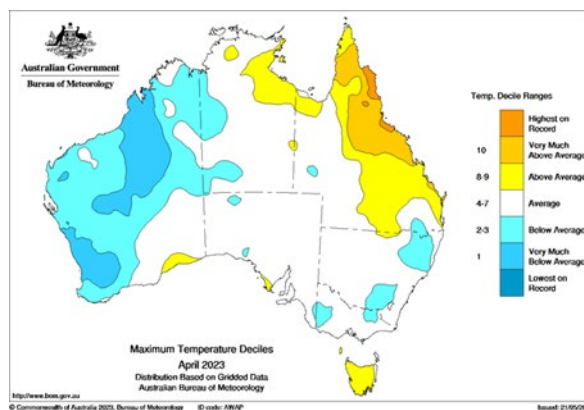 Australian Government
Bureau of Meteorology
Temp. Decile Ranges
Highest on
Record
10
Very Much
Above Average
8-9
Above Average
4-7
Average
2-3
Below Average
1
Very Much
Below Average
Lowest on
Record
Maximum Temperature Deciles
April 2023
Distribution Based on Gridded Data
Australian Bureau of Meteorology
http://www.bom.gov.au
© Commonwealth of Australia 2023, Bureau of Meteorology
ID code: AWAP
Issued: